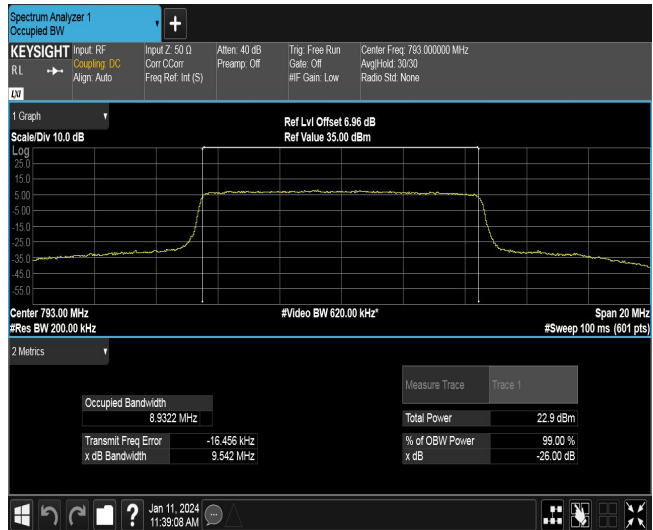 Spectrum Analyzer 1
Occupied BW
+
KEYSIGHT
RL
LXI
Input: RF
Coupling: DC
Align: Auto
Input Z: 50 Ω
Corr CCorr
Freq Ref: Int (S)
Atten: 40 dB
Preamp: Off
Trig: Free Run
Gate: Off
#IF Gain: Low
Center Freq: 793.000000 MHz
Avg|Hold: 30/30
Radio Std: None
1 Graph
Scale/Div 10.0 dB
Ref Lvl Offset 6.96 dB
Ref Value 35.00 dBm
Log
25.0
15.0
5.00
-5.00
-15.0
-25.0
-35.0
-45.0
-55.0
Center 793.00 MHz
#Res BW 200.00 kHz
#Video BW 620.00 kHz*
Span 20 MHz
#Sweep 100 ms (601 pts)
2 Metrics
Measure Trace Trace 1
Occupied Bandwidth
8.9322 MHz
Total Power 22.9 dBm
Transmit Freq Error -16.456 kHz
% of OBW Power 99.00 %
x dB Bandwidth 9.542 MHz
x dB -26.00 dB
?
Jan 11, 2024
11:39:08 AM